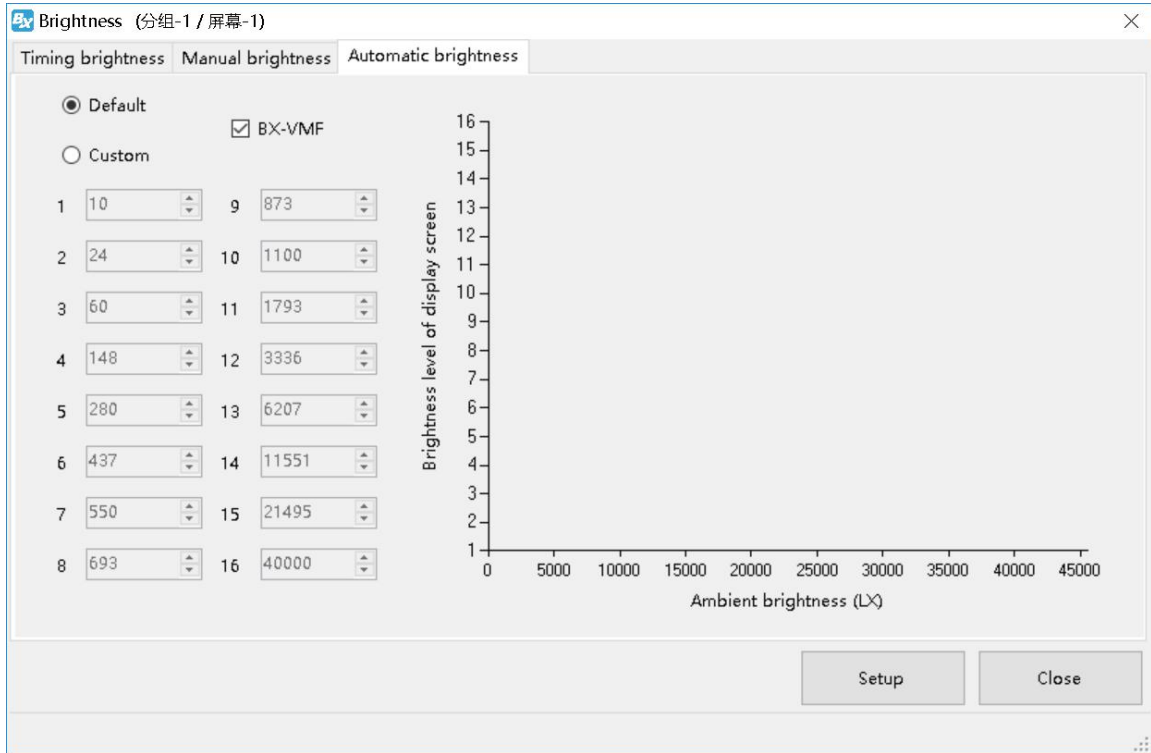 BX Brightness (分组-1 / 屏幕-1)
Timing brightness Manual brightness Automatic brightness
Default
BX-VMF
Custom
1 10 9 873
2 24 10 1100
3 60 11 1793
4 148 12 3336
5 280 13 6207
6 437 14 11551
7 550 15 21495
8 693 16 40000
Brightness level of display screen
16
15
14
13
12
11
10
9
8
7
6
5
4
3
2
1
0 5000 10000 15000 20000 25000 30000 35000 40000 45000
Ambient brightness (LX)
Setup Close